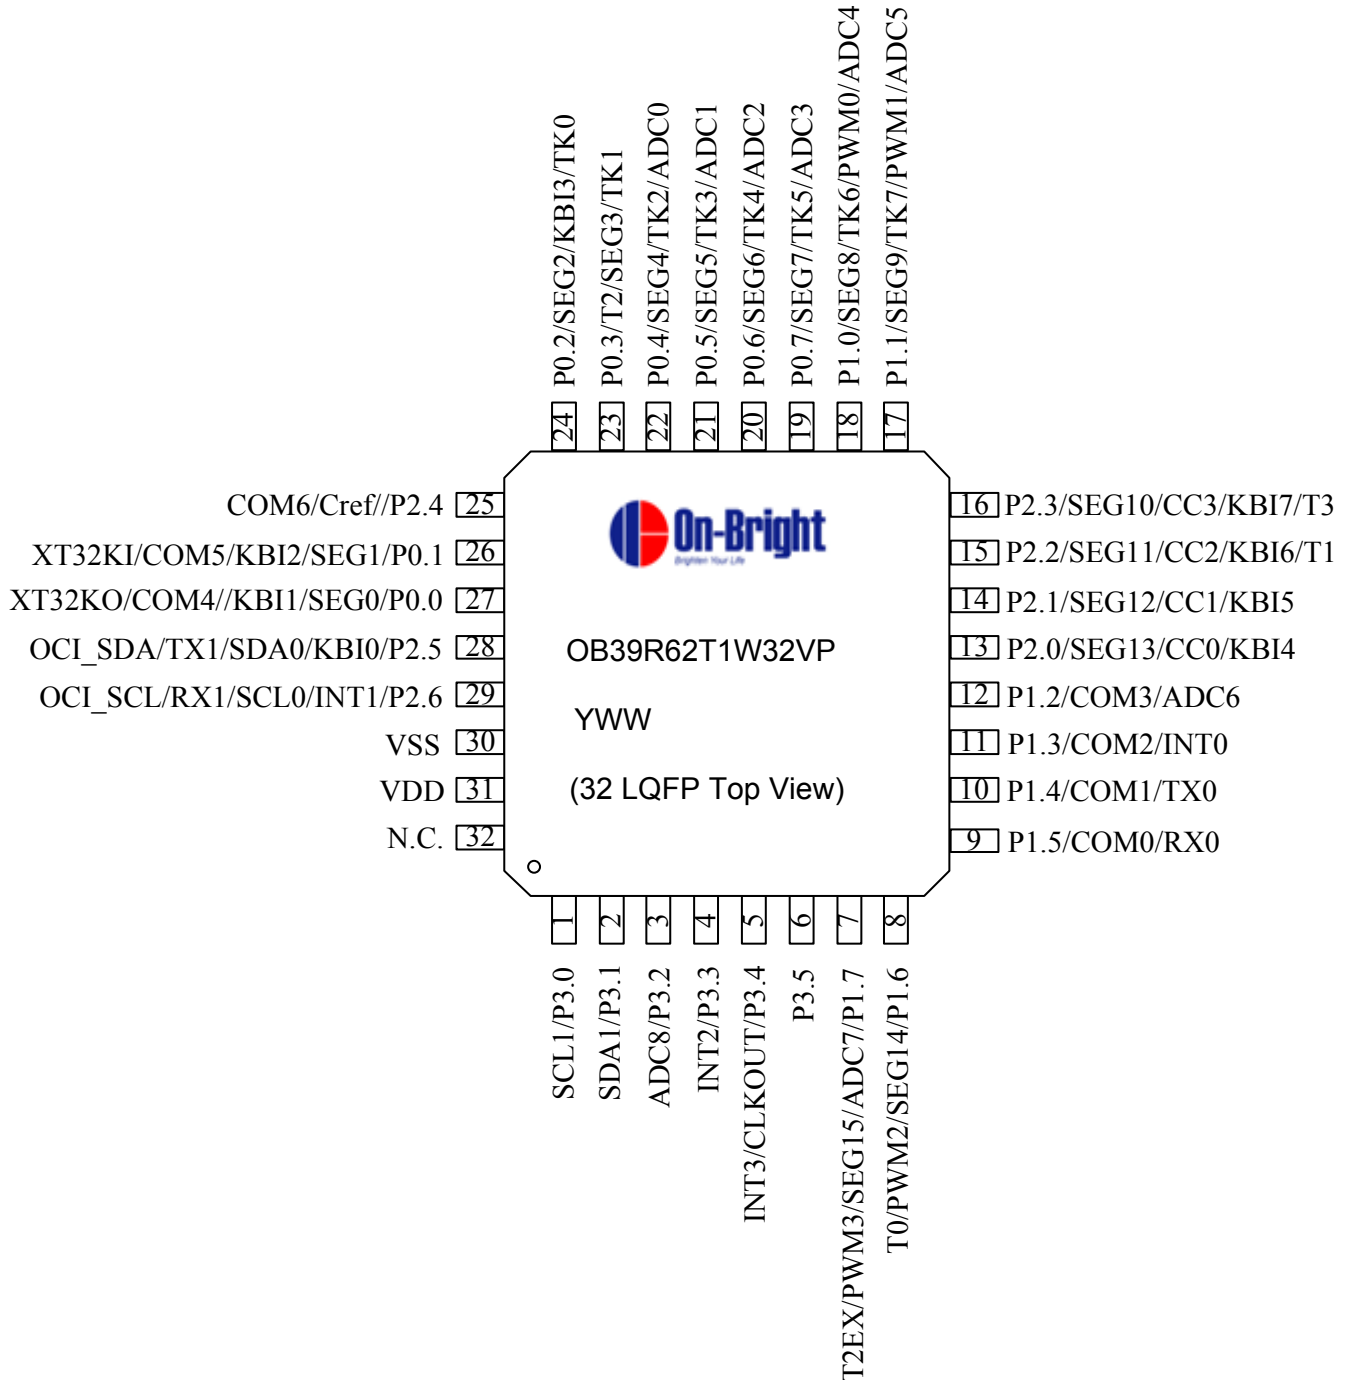 P0.2/SEG2/KBI3/TK0
P0.3/T2/SEG3/TK1
P0.4/SEG4/TK2/ADC0
P0.5/SEG5/TK3/ADC1
P0.6/SEG6/TK4/ADC2
P0.7/SEG7/TK5/ADC3
P1.0/SEG8/TK6/PWM0/ADC4
P1.1/SEG9/TK7/PWM1/ADC5
24
23
22
21
20
19
18
17
COM6/Cref//P2.4 25
XT32KI/COM5/KBI2/SEG1/P0.1 26
XT32KO/COM4//KBI1/SEG0/P0.0 27
OCI_SDA/TX1/SDA0/KBI0/P2.5 28
OCI_SCL/RX1/SCL0/INT1/P2.6 29
VSS 30
VDD 31
N.C. 32
On-Bright
Brighten Your Life
OB39R62T1W32VP
YWW
(32 LQFP Top View)
16 P2.3/SEG10/CC3/KBI7/T3
15 P2.2/SEG11/CC2/KBI6/T1
14 P2.1/SEG12/CC1/KBI5
13 P2.0/SEG13/CC0/KBI4
12 P1.2/COM3/ADC6
11 P1.3/COM2/INT0
10 P1.4/COM1/TX0
9 P1.5/COM0/RX0
1
2
3
4
5
6
7
8
SCL1/P3.0
SDA1/P3.1
ADC8/P3.2
INT2/P3.3
INT3/CLKOUT/P3.4
P3.5
T2EX/PWM3/SEG15/ADC7/P1.7
T0/PWM2/SEG14/P1.6